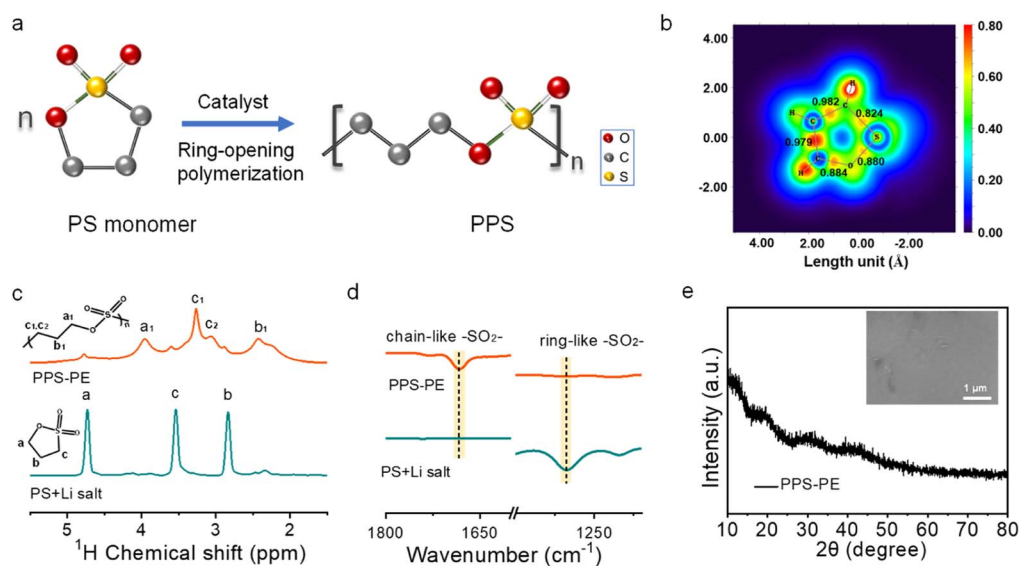 a
n
PS monomer
Catalyst
Ring-opening
polymerization
n
PPS
O
C
S
b
4.00
2.00
0.00
-2.00
4.00 2.00 0.00 -2.00
Length unit (Å)
H
H
H
C
C
C
S
O
0.982
0.824
0.979
0.880
0.884
0.80
0.60
0.40
0.20
0.00
c
C₁,C₂
a₁
b₁
O
O
S
O
n
PPS-PE
a₁
C₁
C₂
b₁
a
c
b
O
O
O
S
a
b
c
PS+Li salt
5 4 3 2
¹H Chemical shift (ppm)
d
chain-like -SO₂-
ring-like -SO₂-
PPS-PE
PS+Li salt
1800 1650 1250
Wavenumber (cm⁻¹)
e
Intensity (a.u.)
1 μm
PPS-PE
10 20 30 40 50 60 70 80
2θ (degree)